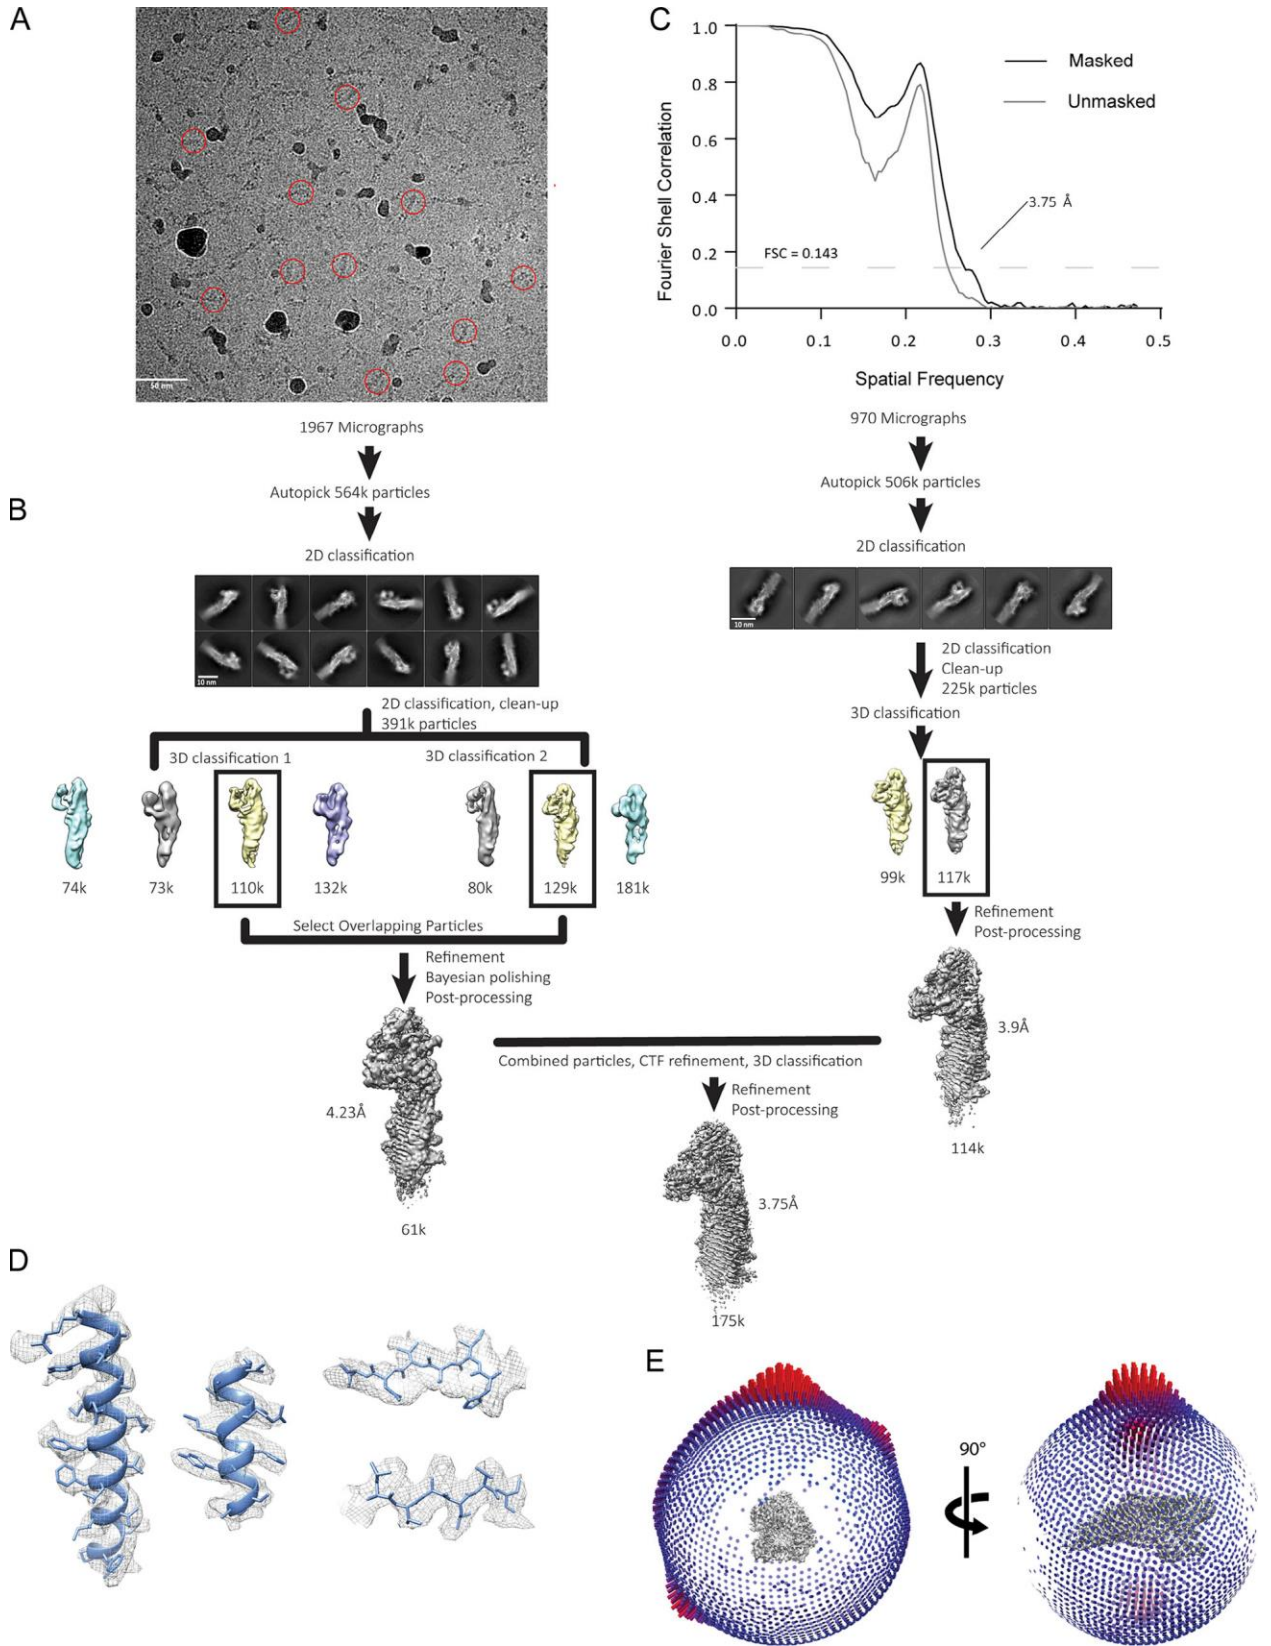 A
50 nm
1967 Micrographs
Autopick 564k particles
B
2D classification
10 nm
2D classification, clean-up
391k particles
3D classification 1
3D classification 2
74k
73k
110k
132k
80k
129k
181k
Select Overlapping Particles
Refinement
Bayesian polishing
Post-processing
4.23Å
61k
C
Fourier Shell Correlation
1.0
0.8
0.6
0.4
0.2
0.0
Masked
Unmasked
3.75 Å
FSC = 0.143
0.0
0.1
0.2
0.3
0.4
0.5
Spatial Frequency
970 Micrographs
Autopick 506k particles
2D classification
10 nm
2D classification
Clean-up
225k particles
3D classification
99k
117k
Refinement
Post-processing
3.9Å
114k
Combined particles, CTF refinement, 3D classification
Refinement
Post-processing
3.75Å
175k
D
E
90°